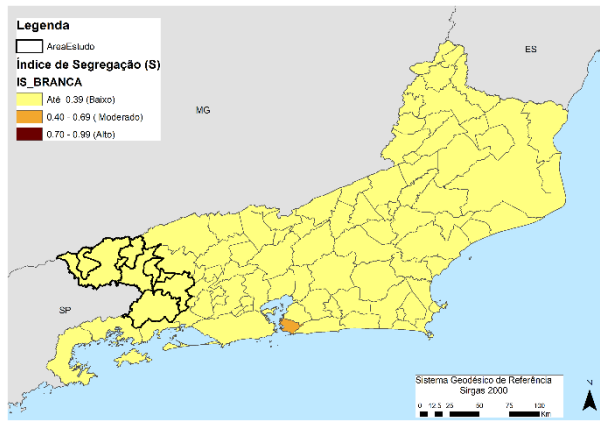 Legenda
AreaEstudo
Índice de Segregação (S)
IS_BRANCA
Até 0.39 (Baixo)
0.40 - 0.69 ( Moderado)
0.70 - 0.99 (Alto)
ES
MG
SP
Sistema Geodésico de Referência
Sirgas 2000
N
0 12.5 25 50 75 100
Km